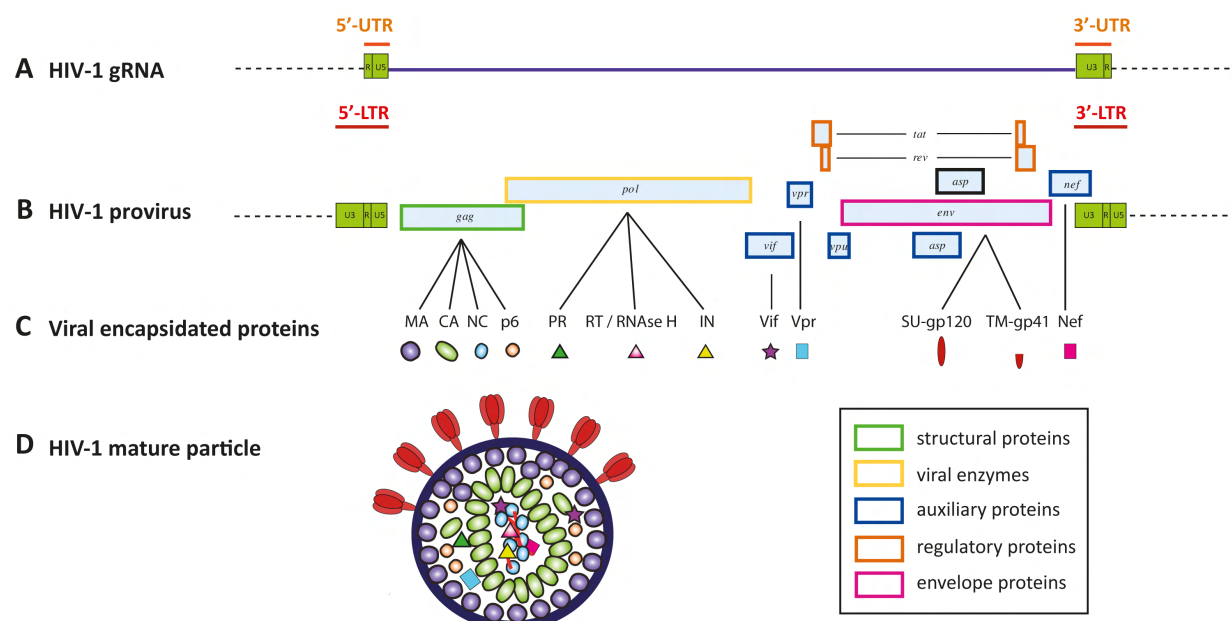 5’-UTR 3’-UTR
A HIV-1 gRNA
R U5 U3 R
5’-LTR 3’-LTR
tat
rev
B HIV-1 provirus
U3 R U5 gag pol vif vpr vpu env asp asp nef U3 R U5
C Viral encapsidated proteins
MA CA NC p6 PR RT / RNAse H IN Vif Vpr SU-gp120 TM-gp41 Nef
D HIV-1 mature particle
structural proteins
viral enzymes
auxiliary proteins
regulatory proteins
envelope proteins